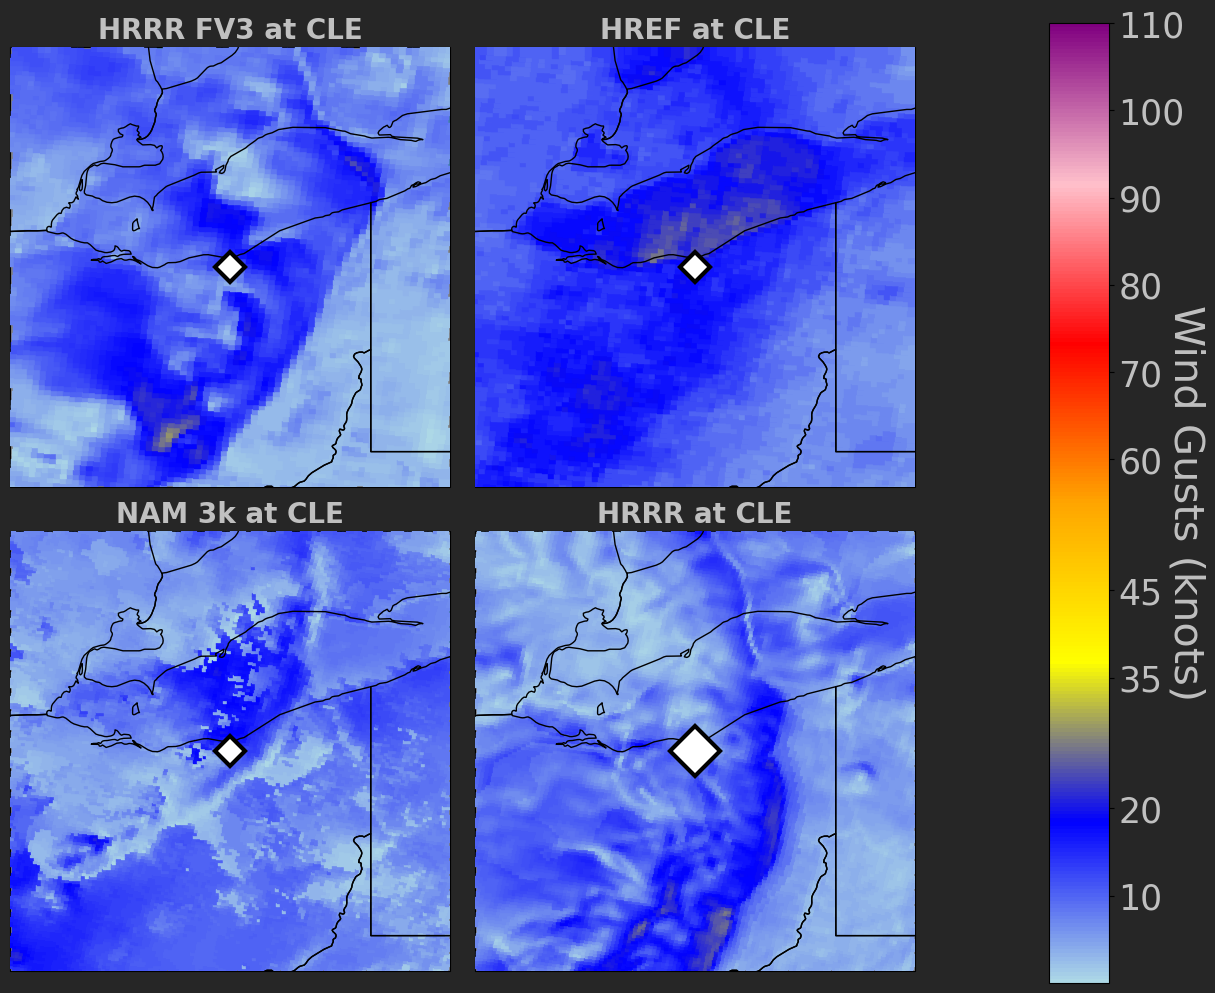 HRRR FV3 at CLE
HREF at CLE
NAM 3k at CLE
HRRR at CLE
110
100
90
80
70
60
45
35
20
10
Wind Gusts (knots)